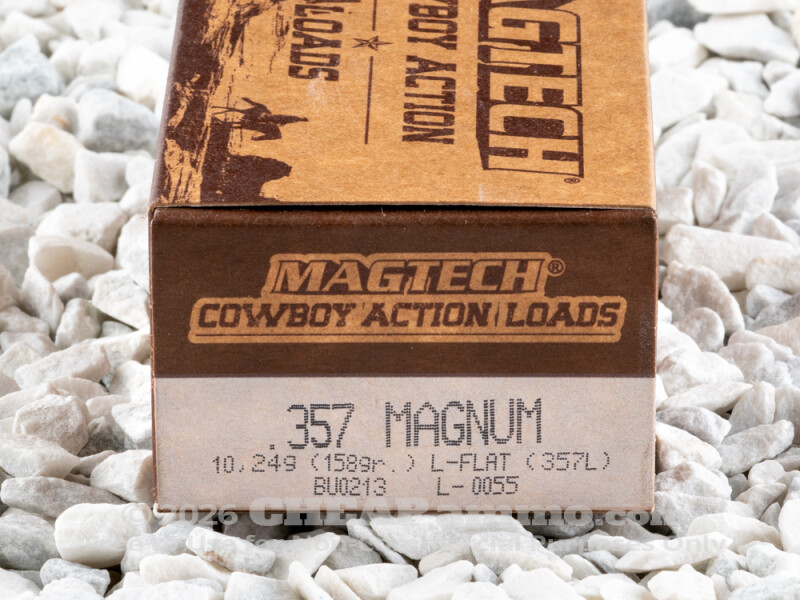 MAGTECH®
COWBOY ACTION
LOADS
MAGTECH®
COWBOY ACTION LOADS
.357 MAGNUM
10,24g (158gr.) L-FLAT (357L)
BU0213 L-0055
© 2026 CHEAPammo.com